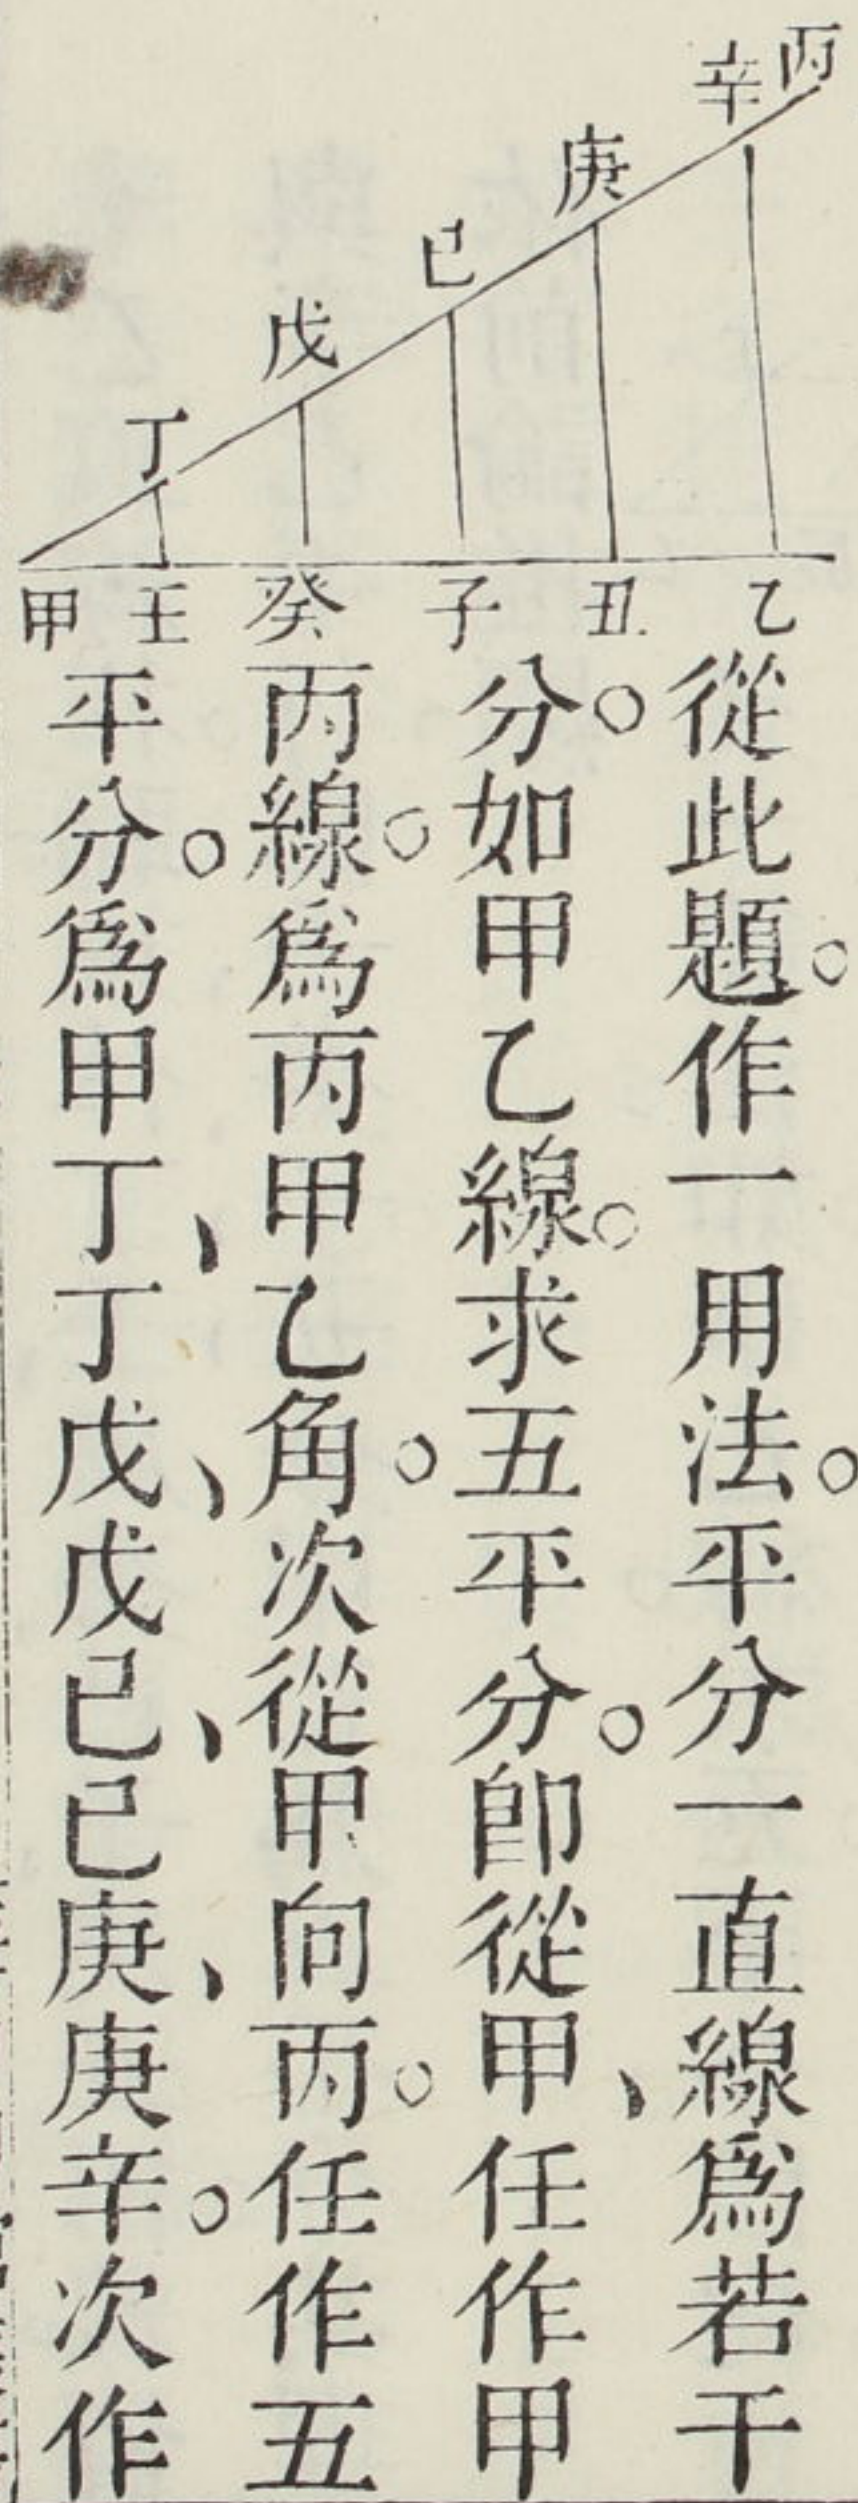 丙
辛
庚
己
戊
丁
乙
丑
子
癸
壬
甲
從此題。作一用法。平分一直線爲若干
分。如甲乙線。求五平分。卽從甲、任作甲
丙線。爲丙甲乙角。次從甲向丙。任作五
平分。爲甲丁、丁戊、戊己、己庚、庚辛。次作